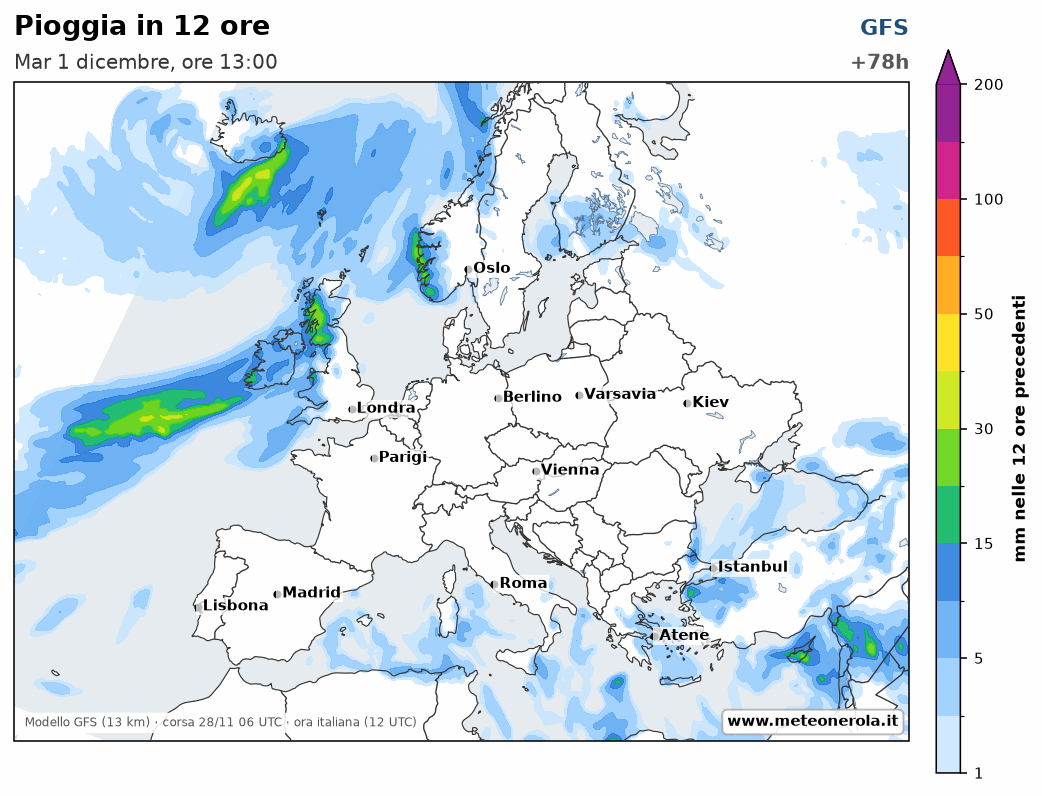 Pioggia in 12 ore
GFS
Mar 1 dicembre, ore 13:00
+78h
200
100
50
30
15
5
1
mm nelle 12 ore precedenti
Oslo
Berlino
Varsavia
Kiev
Londra
Parigi
Vienna
Istanbul
Roma
Madrid
Lisbona
Atene
Modello GFS (13 km) · corsa 28/11 06 UTC · ora italiana (12 UTC)
www.meteonerola.it